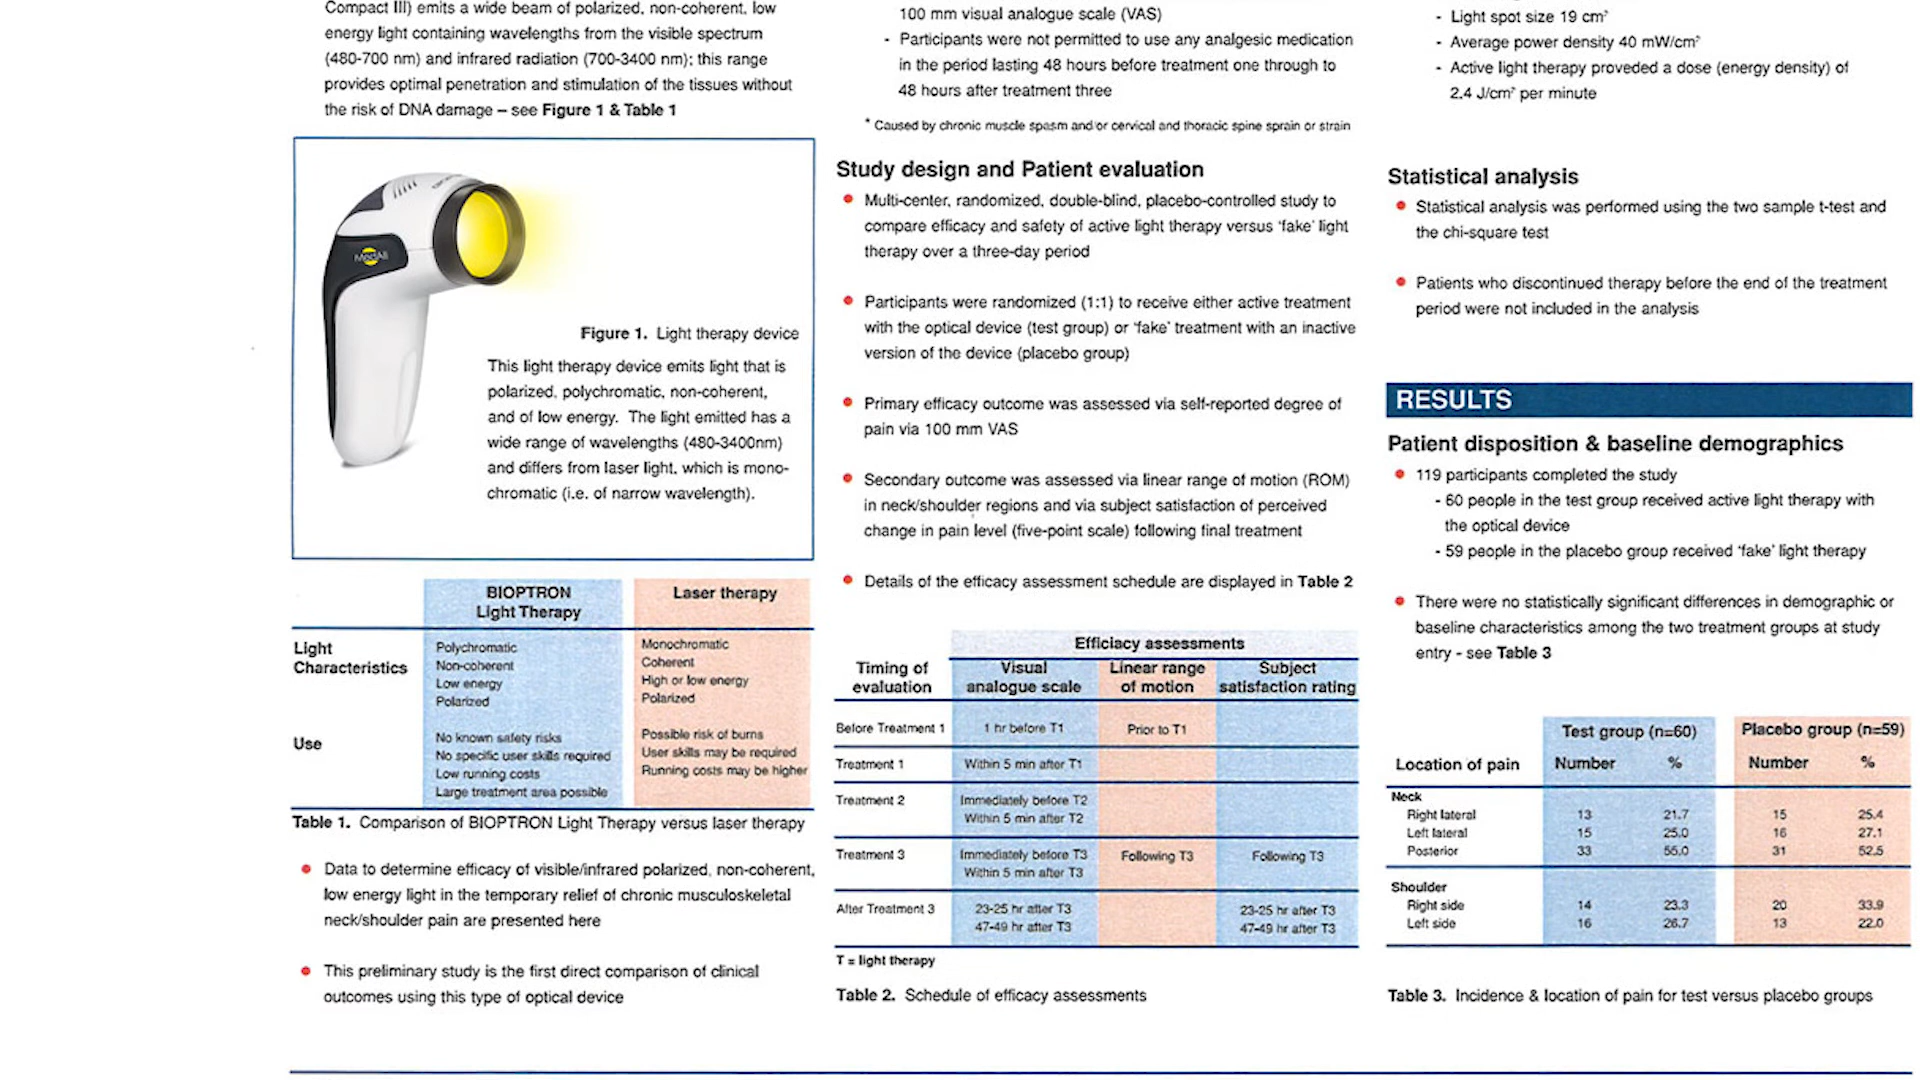 Compact III) emits a wide beam of polarized, non-coherent, low
energy light containing wavelengths from the visible spectrum
(480-700 nm) and infrared radiation (700-3400 nm); this range
provides optimal penetration and stimulation of the tissues without
the risk of DNA damage – see Figure 1 & Table 1
MedAll
Figure 1. Light therapy device
This light therapy device emits light that is
polarized, polychromatic, non-coherent,
and of low energy. The light emitted has a
wide range of wavelengths (480-3400nm)
and differs from laser light, which is mono-
chromatic (i.e. of narrow wavelength).
BIOPTRON Laser therapy
Light Therapy
Light Characteristics
Polychromatic Monochromatic
Non-coherent Coherent
Low energy High or low energy
Polarized Polarized
Use
No known safety risks Possible risk of burns
No specific user skills required User skills may be required
Low running costs Running costs may be higher
Large treatment area possible
Table 1. Comparison of BIOPTRON Light Therapy versus laser therapy
Data to determine efficacy of visible/infrared polarized, non-coherent,
low energy light in the temporary relief of chronic musculoskeletal
neck/shoulder pain are presented here
This preliminary study is the first direct comparison of clinical
outcomes using this type of optical device
100 mm visual analogue scale (VAS)
- Participants were not permitted to use any analgesic medication
in the period lasting 48 hours before treatment one through to
48 hours after treatment three
* Caused by chronic muscle spasm and/or cervical and thoracic spine sprain or strain
Study design and Patient evaluation
Multi-center, randomized, double-blind, placebo-controlled study to
compare efficacy and safety of active light therapy versus 'fake' light
therapy over a three-day period
Participants were randomized (1:1) to receive either active treatment
with the optical device (test group) or 'fake' treatment with an inactive
version of the device (placebo group)
Primary efficacy outcome was assessed via self-reported degree of
pain via 100 mm VAS
Secondary outcome was assessed via linear range of motion (ROM)
in neck/shoulder regions and via subject satisfaction of perceived
change in pain level (five-point scale) following final treatment
Details of the efficacy assessment schedule are displayed in Table 2
Efficiacy assessments
Timing of Visual Linear range Subject
evaluation analogue scale of motion satisfaction rating
Before Treatment 1 1 hr before T1 Prior to T1
Treatment 1 Within 5 min after T1
Treatment 2 Immediately before T2
Within 5 min after T2
Treatment 3 Immediately before T3 Following T3 Following T3
Within 5 min after T3
After Treatment 3 23-25 hr after T3 23-25 hr after T3
47-49 hr after T3 47-49 hr after T3
T = light therapy
Table 2. Schedule of efficacy assessments
- Light spot size 19 cm²
- Average power density 40 mW/cm²
- Active light therapy proveded a dose (energy density) of
2.4 J/cm² per minute
Statistical analysis
Statistical analysis was performed using the two sample t-test and
the chi-square test
Patients who discontinued therapy before the end of the treatment
period were not included in the analysis
RESULTS
Patient disposition & baseline demographics
119 participants completed the study
- 60 people in the test group received active light therapy with
the optical device
- 59 people in the placebo group received 'fake' light therapy
There were no statistically significant differences in demographic or
baseline characteristics among the two treatment groups at study
entry - see Table 3
Test group (n=60) Placebo group (n=59)
Location of pain Number % Number %
Neck
Right lateral 13 21.7 15 25.4
Left lateral 15 25.0 16 27.1
Posterior 33 55.0 31 52.5
Shoulder
Right side 14 23.3 20 33.9
Left side 16 26.7 13 22.0
Table 3. Incidence & location of pain for test versus placebo groups